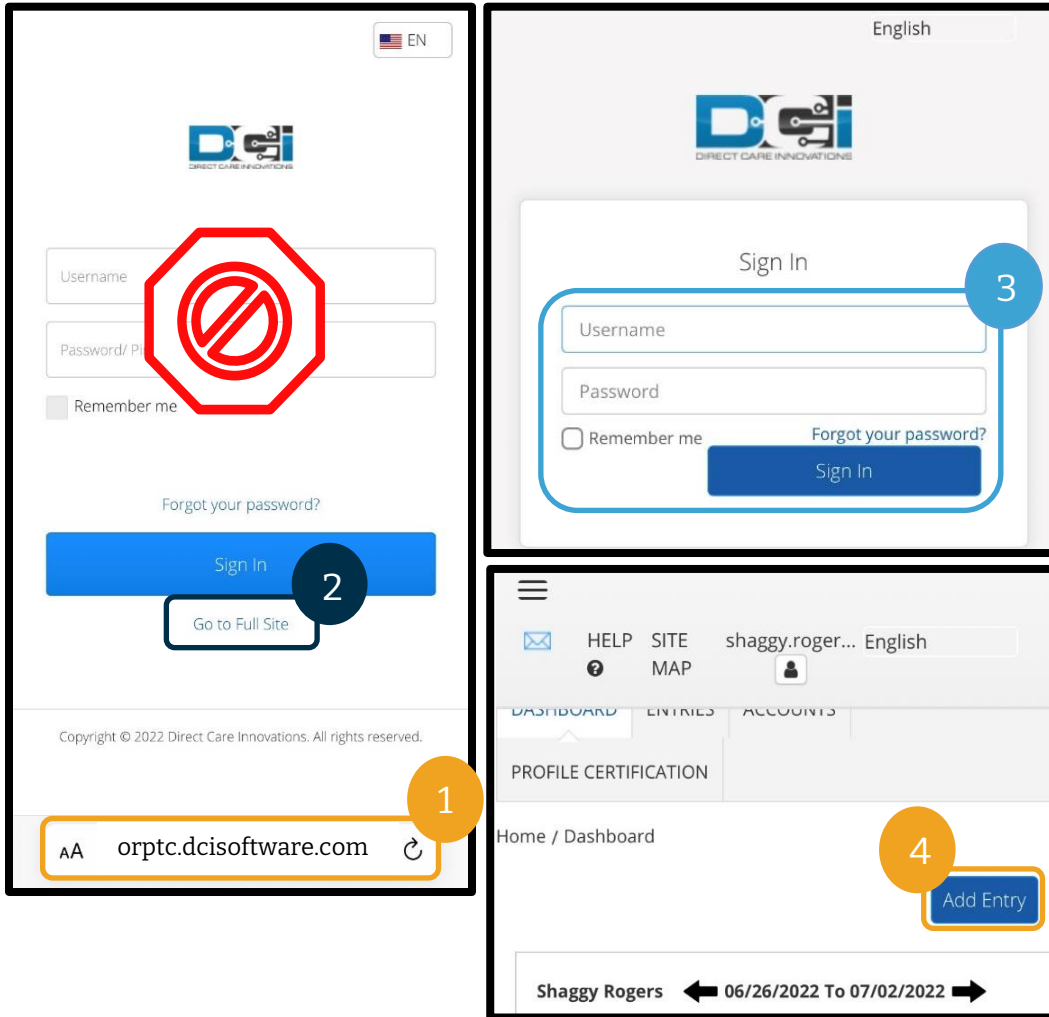 EN
DCi
DIRECT CARE INNOVATIONS
Username
Password/ Pi
Remember me
Forgot your password?
Sign In
2
Go to Full Site
Copyright © 2022 Direct Care Innovations. All rights reserved.
1
AA orptc.dcisoftware.com
English
DCi
DIRECT CARE INNOVATIONS
Sign In
3
Username
Password
Remember me Forgot your password?
Sign In
HELP SITE shaggy.roger... English
MAP
DASHBOARD ENTRIES ACCOUNTS
PROFILE CERTIFICATION
Home / Dashboard
4
Add Entry
Shaggy Rogers 06/26/2022 To 07/02/2022